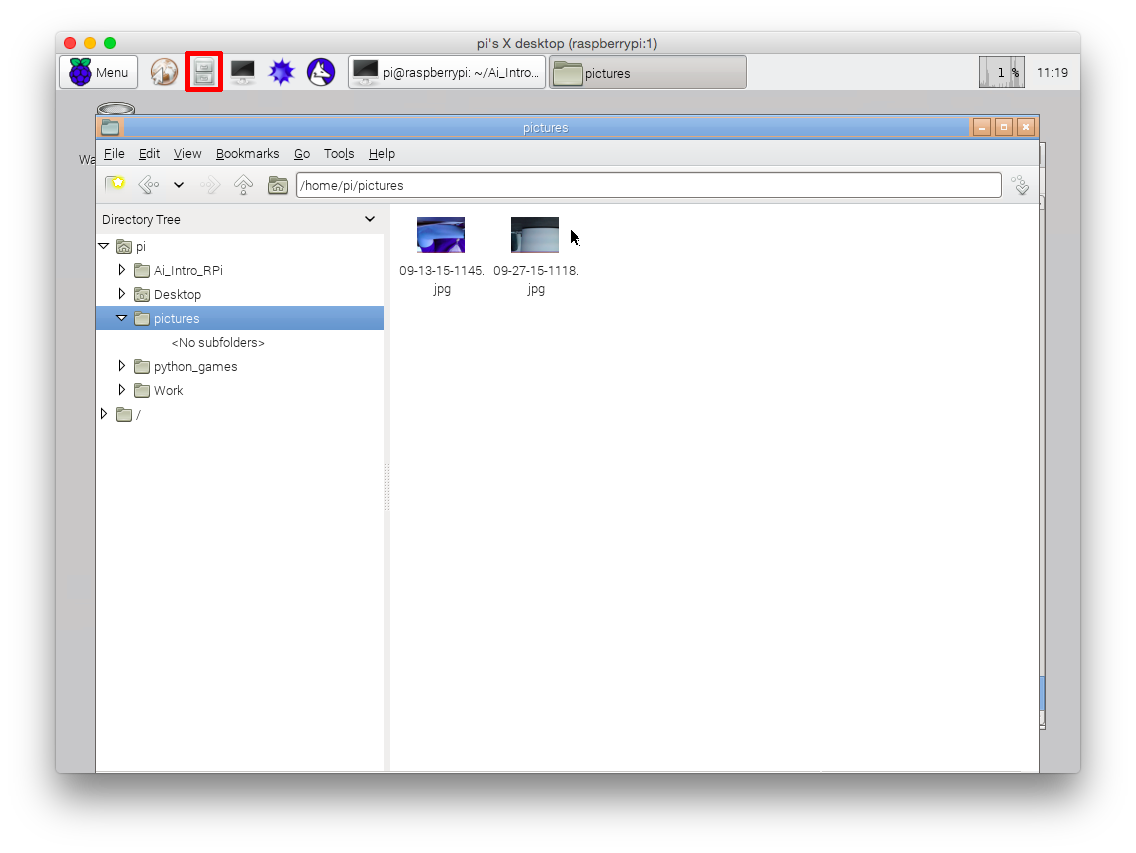 pi's X desktop (raspberrypi:1)
Menu
pi@raspberrypi: ~/Ai_Intro...
pictures
1 %
11:19
Wa
pictures
File Edit View Bookmarks Go Tools Help
/home/pi/pictures
Directory Tree
pi
Ai_Intro_RPi
Desktop
pictures
<No subfolders>
python_games
Work
/
09-13-15-1145.
jpg
09-27-15-1118.
jpg